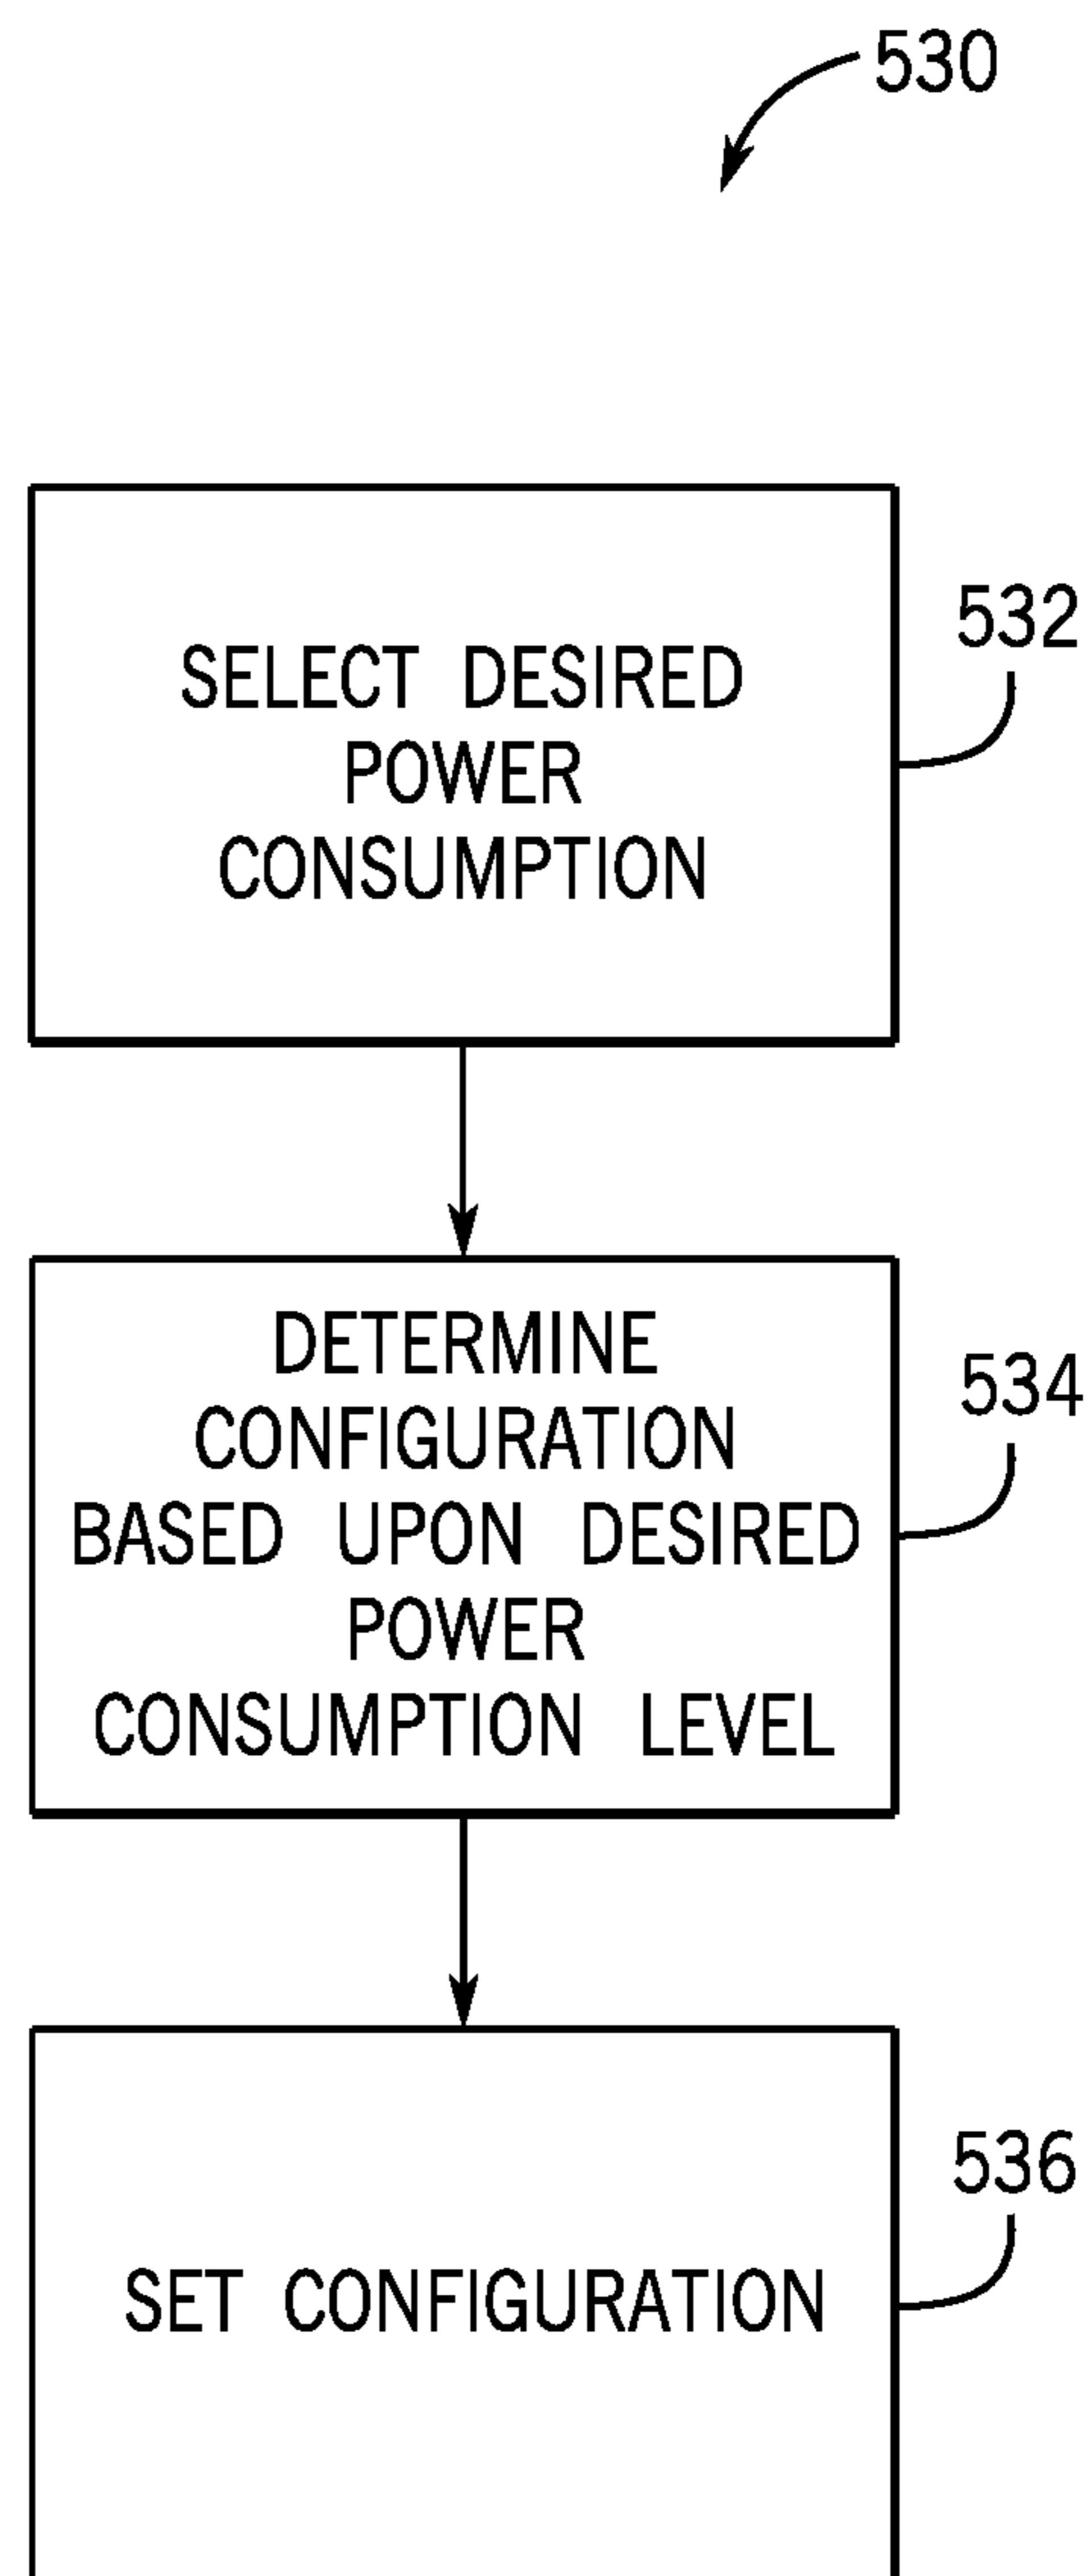 530
SELECT DESIRED
POWER
CONSUMPTION
532
DETERMINE
CONFIGURATION
BASED UPON DESIRED
POWER
CONSUMPTION LEVEL
534
SET CONFIGURATION
536